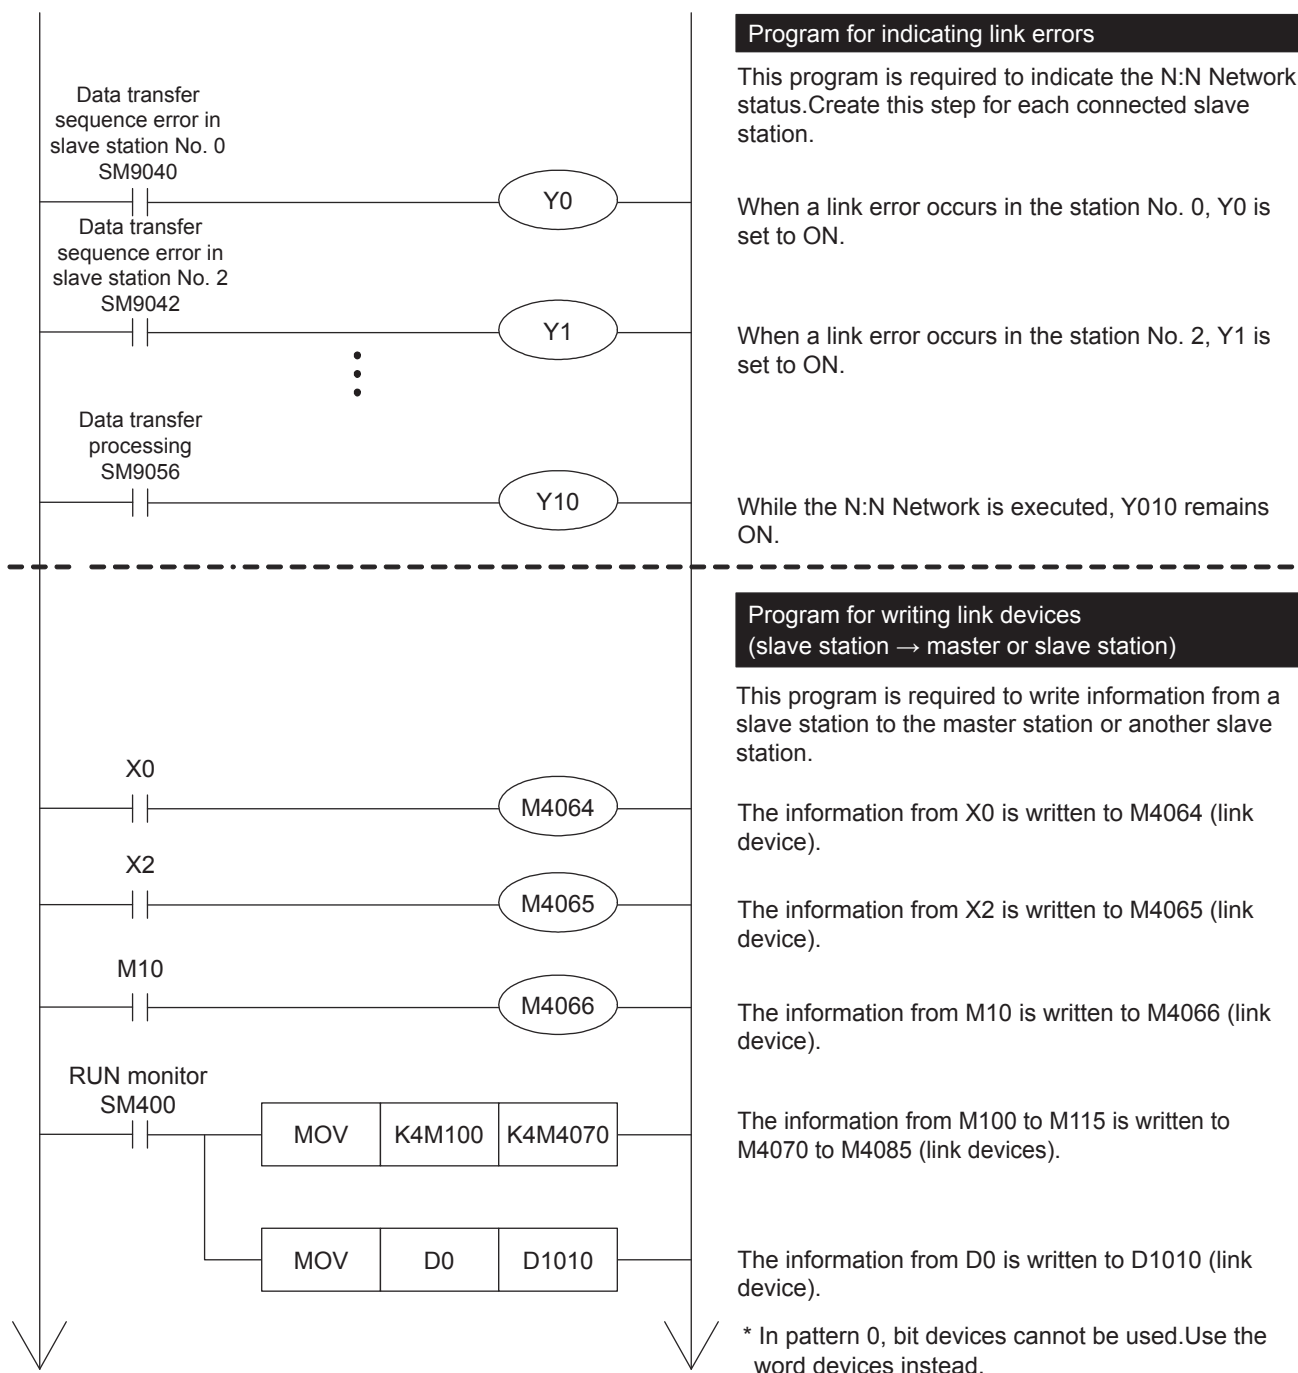 Program for indicating link errors
This program is required to indicate the N:N Network
status.Create this step for each connected slave
station.
Data transfer
sequence error in
slave station No. 0
SM9040
Y0
When a link error occurs in the station No. 0, Y0 is
set to ON.
Data transfer
sequence error in
slave station No. 2
SM9042
Y1
When a link error occurs in the station No. 2, Y1 is
set to ON.
Data transfer
processing
SM9056
Y10
While the N:N Network is executed, Y010 remains
ON.
Program for writing link devices
(slave station → master or slave station)
This program is required to write information from a
slave station to the master station or another slave
station.
X0
M4064
The information from X0 is written to M4064 (link
device).
X2
M4065
The information from X2 is written to M4065 (link
device).
M10
M4066
The information from M10 is written to M4066 (link
device).
RUN monitor
SM400
MOV K4M100 K4M4070
The information from M100 to M115 is written to
M4070 to M4085 (link devices).
MOV D0 D1010
The information from D0 is written to D1010 (link
device).
* In pattern 0, bit devices cannot be used.Use the
word devices instead.